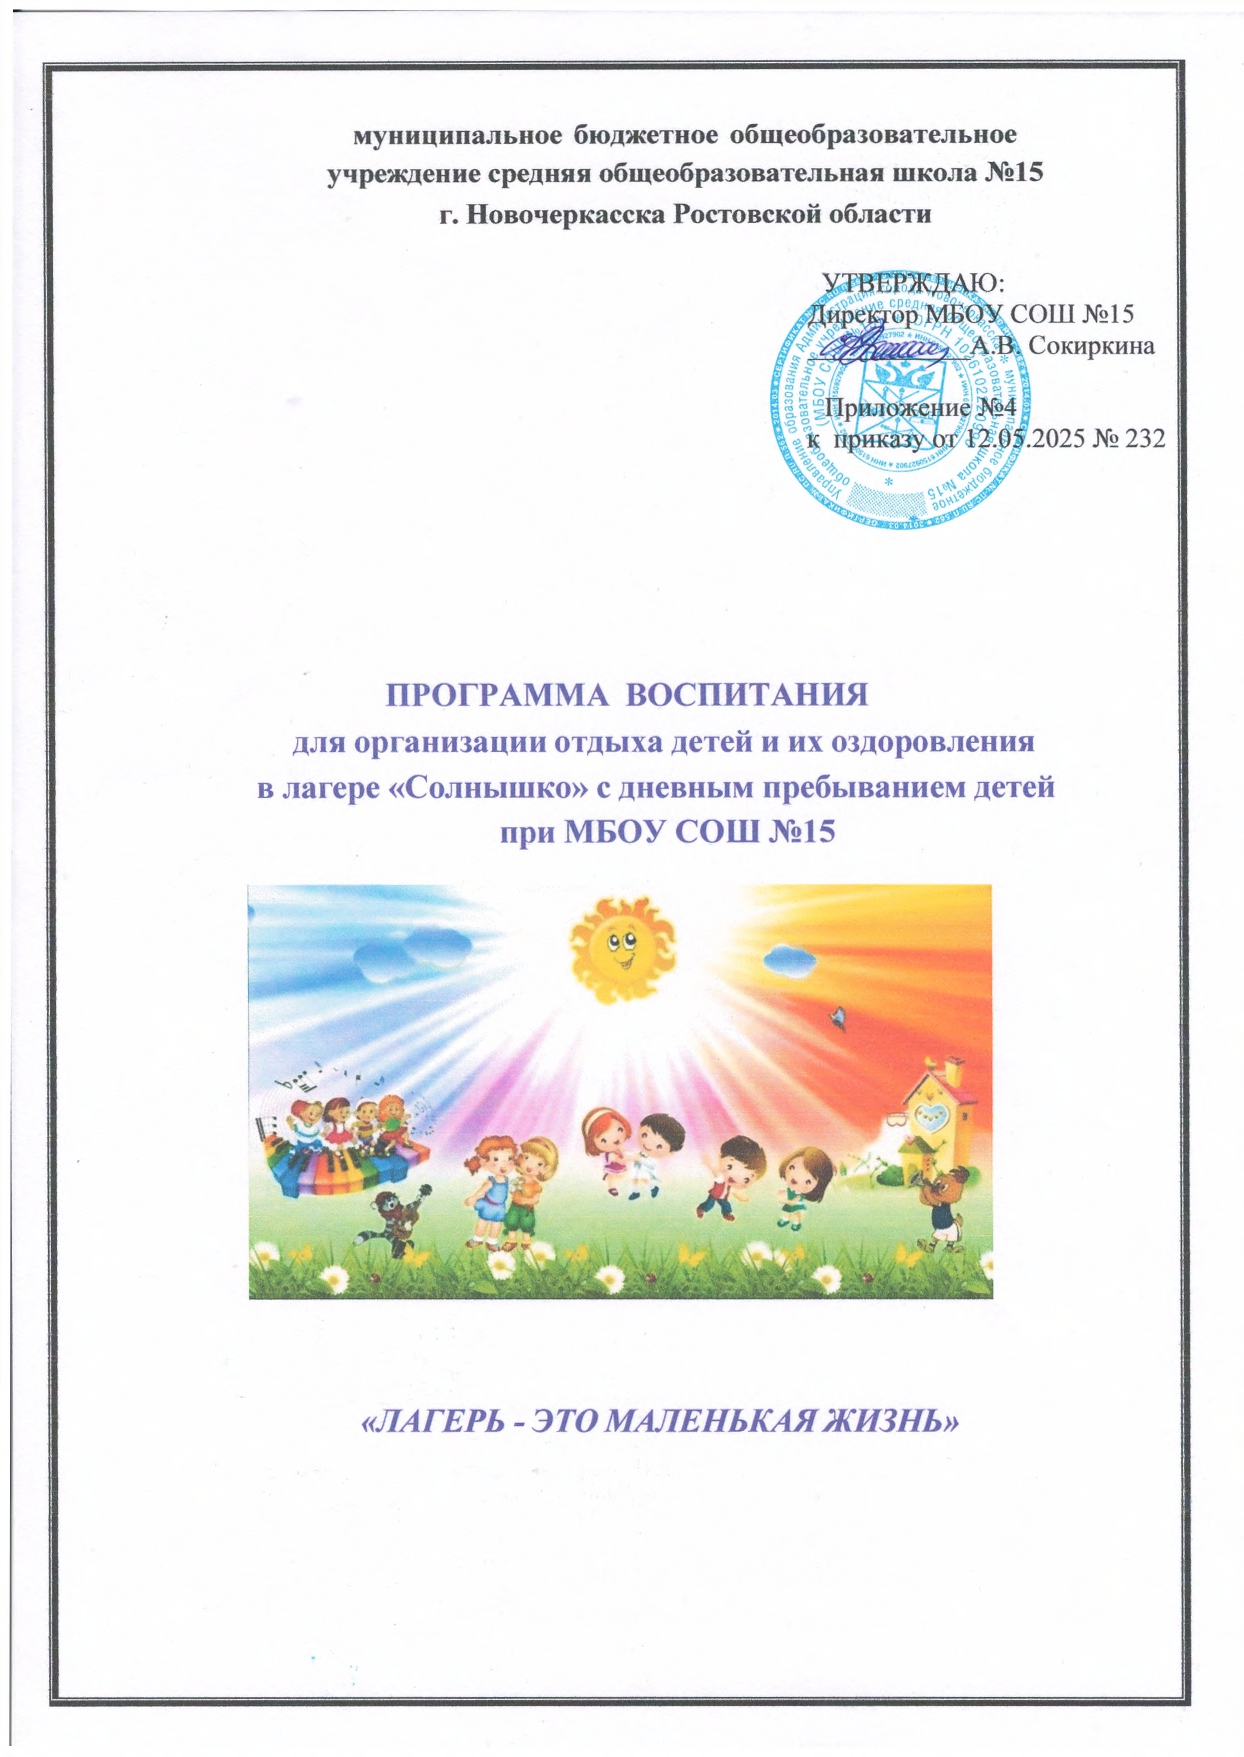 муниципальное бюджетное общеобразовательное
учреждение средняя общеобразовательная школа №15
г. Новочеркасска Ростовской области
УТВЕРЖДАЮ:
Директор МБОУ СОШ №15
А.В. Сокиркина
Приложение №4
к приказу от 12.05.2025 № 232
ПРОГРАММА ВОСПИТАНИЯ
для организации отдыха детей и их оздоровления
в лагере «Солнышко» с дневным пребыванием детей
при МБОУ СОШ №15
«ЛАГЕРЬ - ЭТО МАЛЕНЬКАЯ ЖИЗНЬ»